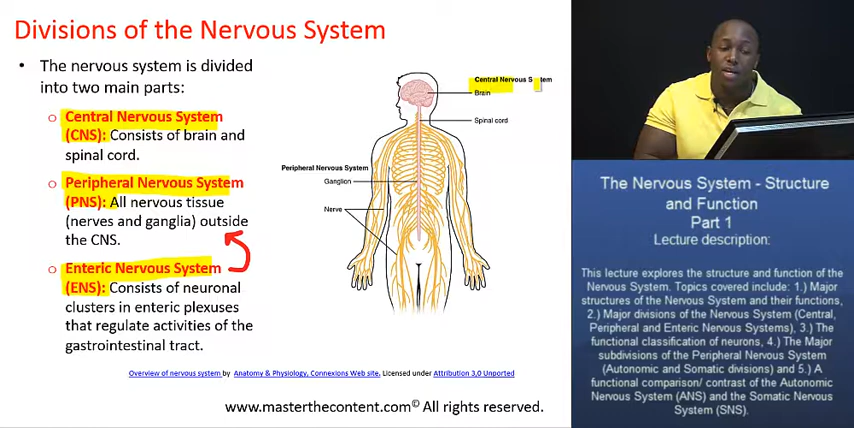 Divisions of the Nervous System
• The nervous system is divided
into two main parts:
o Central Nervous System
(CNS): Consists of brain and
spinal cord.
o Peripheral Nervous System
(PNS): All nervous tissue
(nerves and ganglia) outside
the CNS.
o Enteric Nervous System
(ENS): Consists of neuronal
clusters in enteric plexuses
that regulate activities of the
gastrointestinal tract.
Central Nervous S tem
Brain
Spinal cord
Peripheral Nervous System
Ganglion
Nerve
Overview of nervous system by Anatomy & Physiology, Connexions Web site. Licensed under Attribution 3.0 Unported
www.masterthecontent.com© All rights reserved.
The Nervous System - Structure
and Function
Part 1
Lecture description:
This lecture explores the structure and function of the
Nervous System. Topics covered include: 1.) Major
structures of the Nervous System and their functions,
2.) Major divisions of the Nervous System (Central,
Peripheral and Enteric Nervous Systems), 3.) The
functional classification of neurons, 4.) The Major
subdivisions of the Peripheral Nervous System
(Autonomic and Somatic divisions) and 5.) A
functional comparison/ contrast of the Autonomic
Nervous System (ANS) and the Somatic Nervous
System (SNS).